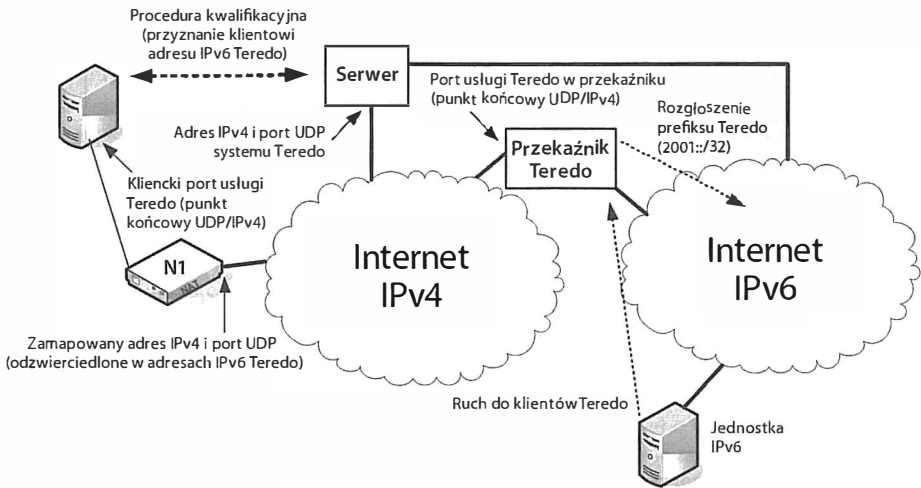 Procedura kwalifikacyjna
(przyznanie klientowi
adresu IPv6 Teredo)
Serwer
Port usługi Teredo w przekaźniku
(punkt końcowy UDP/IPv4)
Rozgłoszenie
prefiksu Teredo
(2001::/32)
Adres IPv4 i port UDP
systemu Teredo
Przekaźnik
Teredo
Kliencki port usługi
Teredo (punkt
końcowy UDP/IPv4)
N1
NAT
Internet
IPv4
Internet
IPv6
Zamapowany adres IPv4 i port UDP
(odzwierciedlone w adresach IPv6 Teredo)
Ruch do klientów Teredo
Jednostka
IPv6